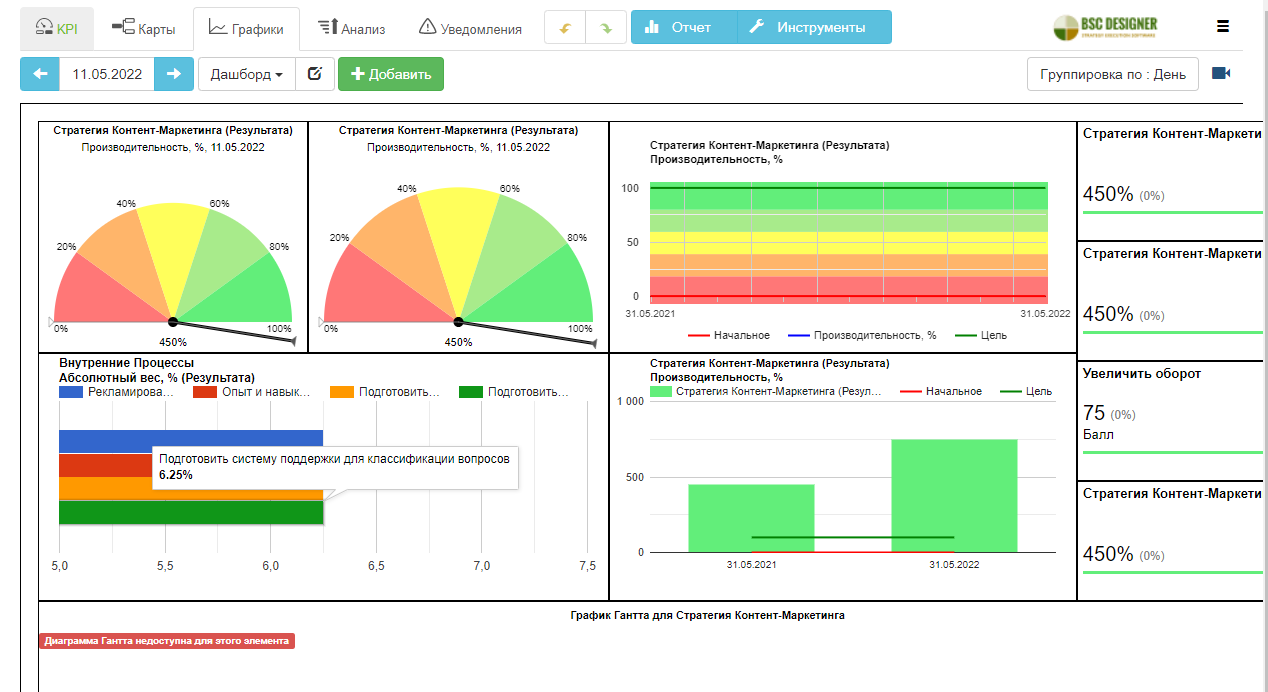 KPI
Карты
Графики
Анализ
Уведомления
Отчет
Инструменты
BSC DESIGNER
STRATEGY EXECUTION SOFTWARE
11.05.2022
Дашборд
Добавить
Группировка по : День
Стратегия Контент-Маркетинга (Результата)
Производительность, %, 11.05.2022
0%
20%
40%
60%
80%
100%
450%
Стратегия Контент-Маркетинга (Результата)
Производительность, %, 11.05.2022
0%
20%
40%
60%
80%
100%
450%
Стратегия Контент-Маркетинга (Результата)
Производительность, %
100
50
0
31.05.2021
31.05.2022
Начальное
Производительность, %
Цель
Стратегия Контент-Маркети
450% (0%)
Стратегия Контент-Маркети
450% (0%)
Увеличить оборот
75 (0%)
Балл
Стратегия Контент-Маркети
450% (0%)
Внутренние Процессы
Абсолютный вес, % (Результата)
Рекламирова...
Опыт и навык...
Подготовить...
Подготовить...
Подготовить систему поддержки для классификации вопросов
6.25%
5,0
5,5
6,0
6,5
7,0
7,5
Стратегия Контент-Маркетинга (Результата)
Производительность, %
Стратегия Контент-Маркетинга (Резул...
Начальное
Цель
1 000
500
0
31.05.2021
31.05.2022
График Гантта для Стратегия Контент-Маркетинга
Диаграмма Гантта недоступна для этого элемента